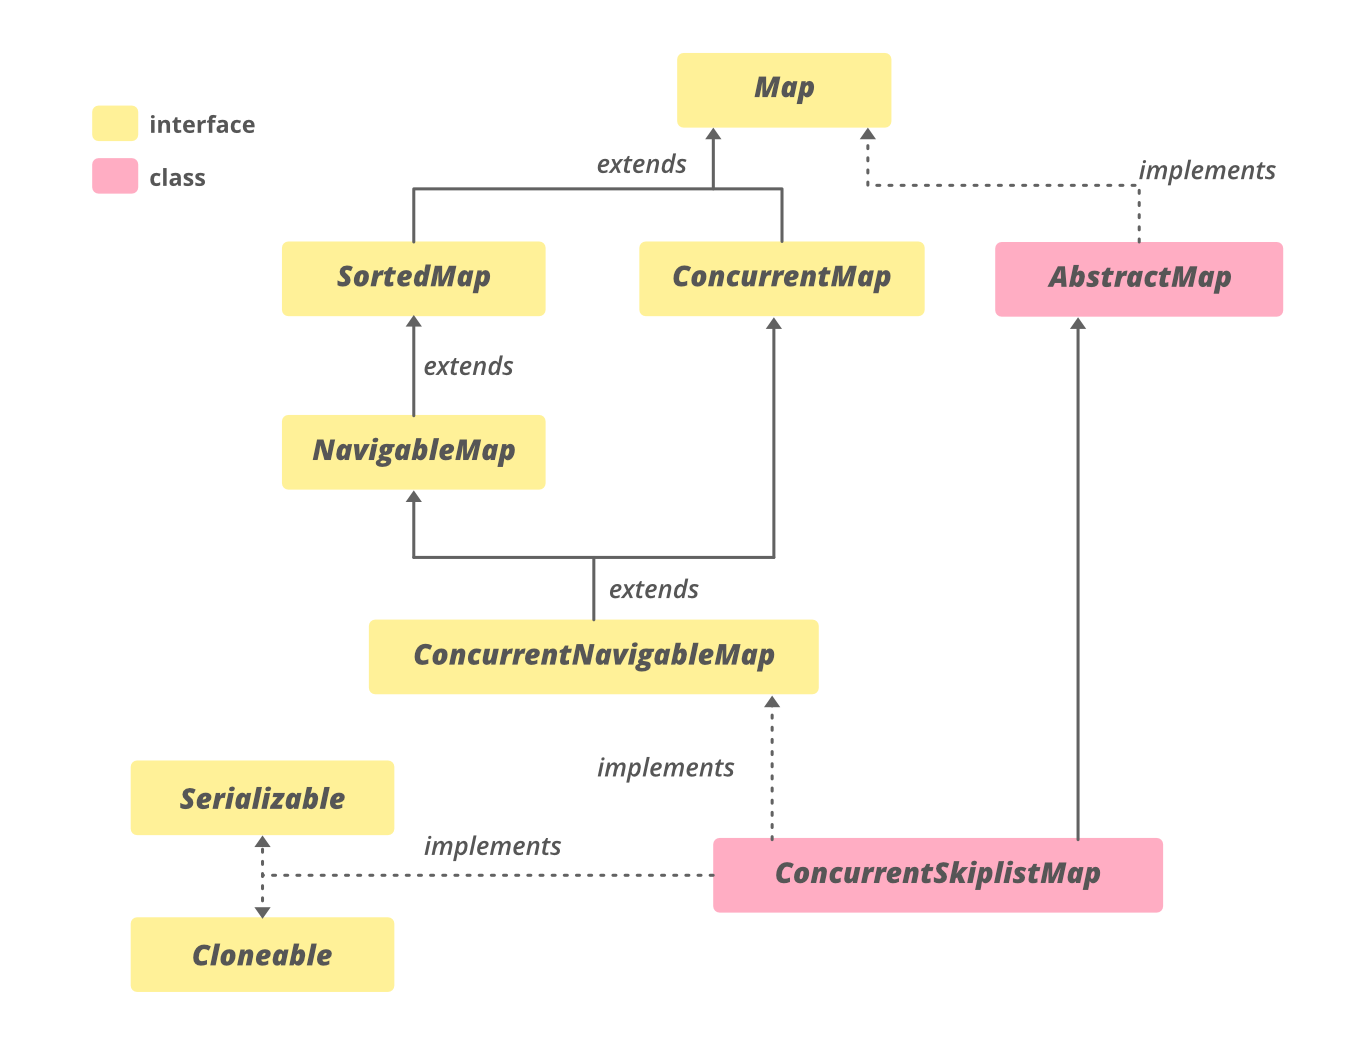 Map
interface
extends
implements
class
SortedMap
ConcurrentMap
AbstractMap
extends
NavigableMap
extends
ConcurrentNavigableMap
implements
Serializable
implements
ConcurrentSkiplistMap
Cloneable